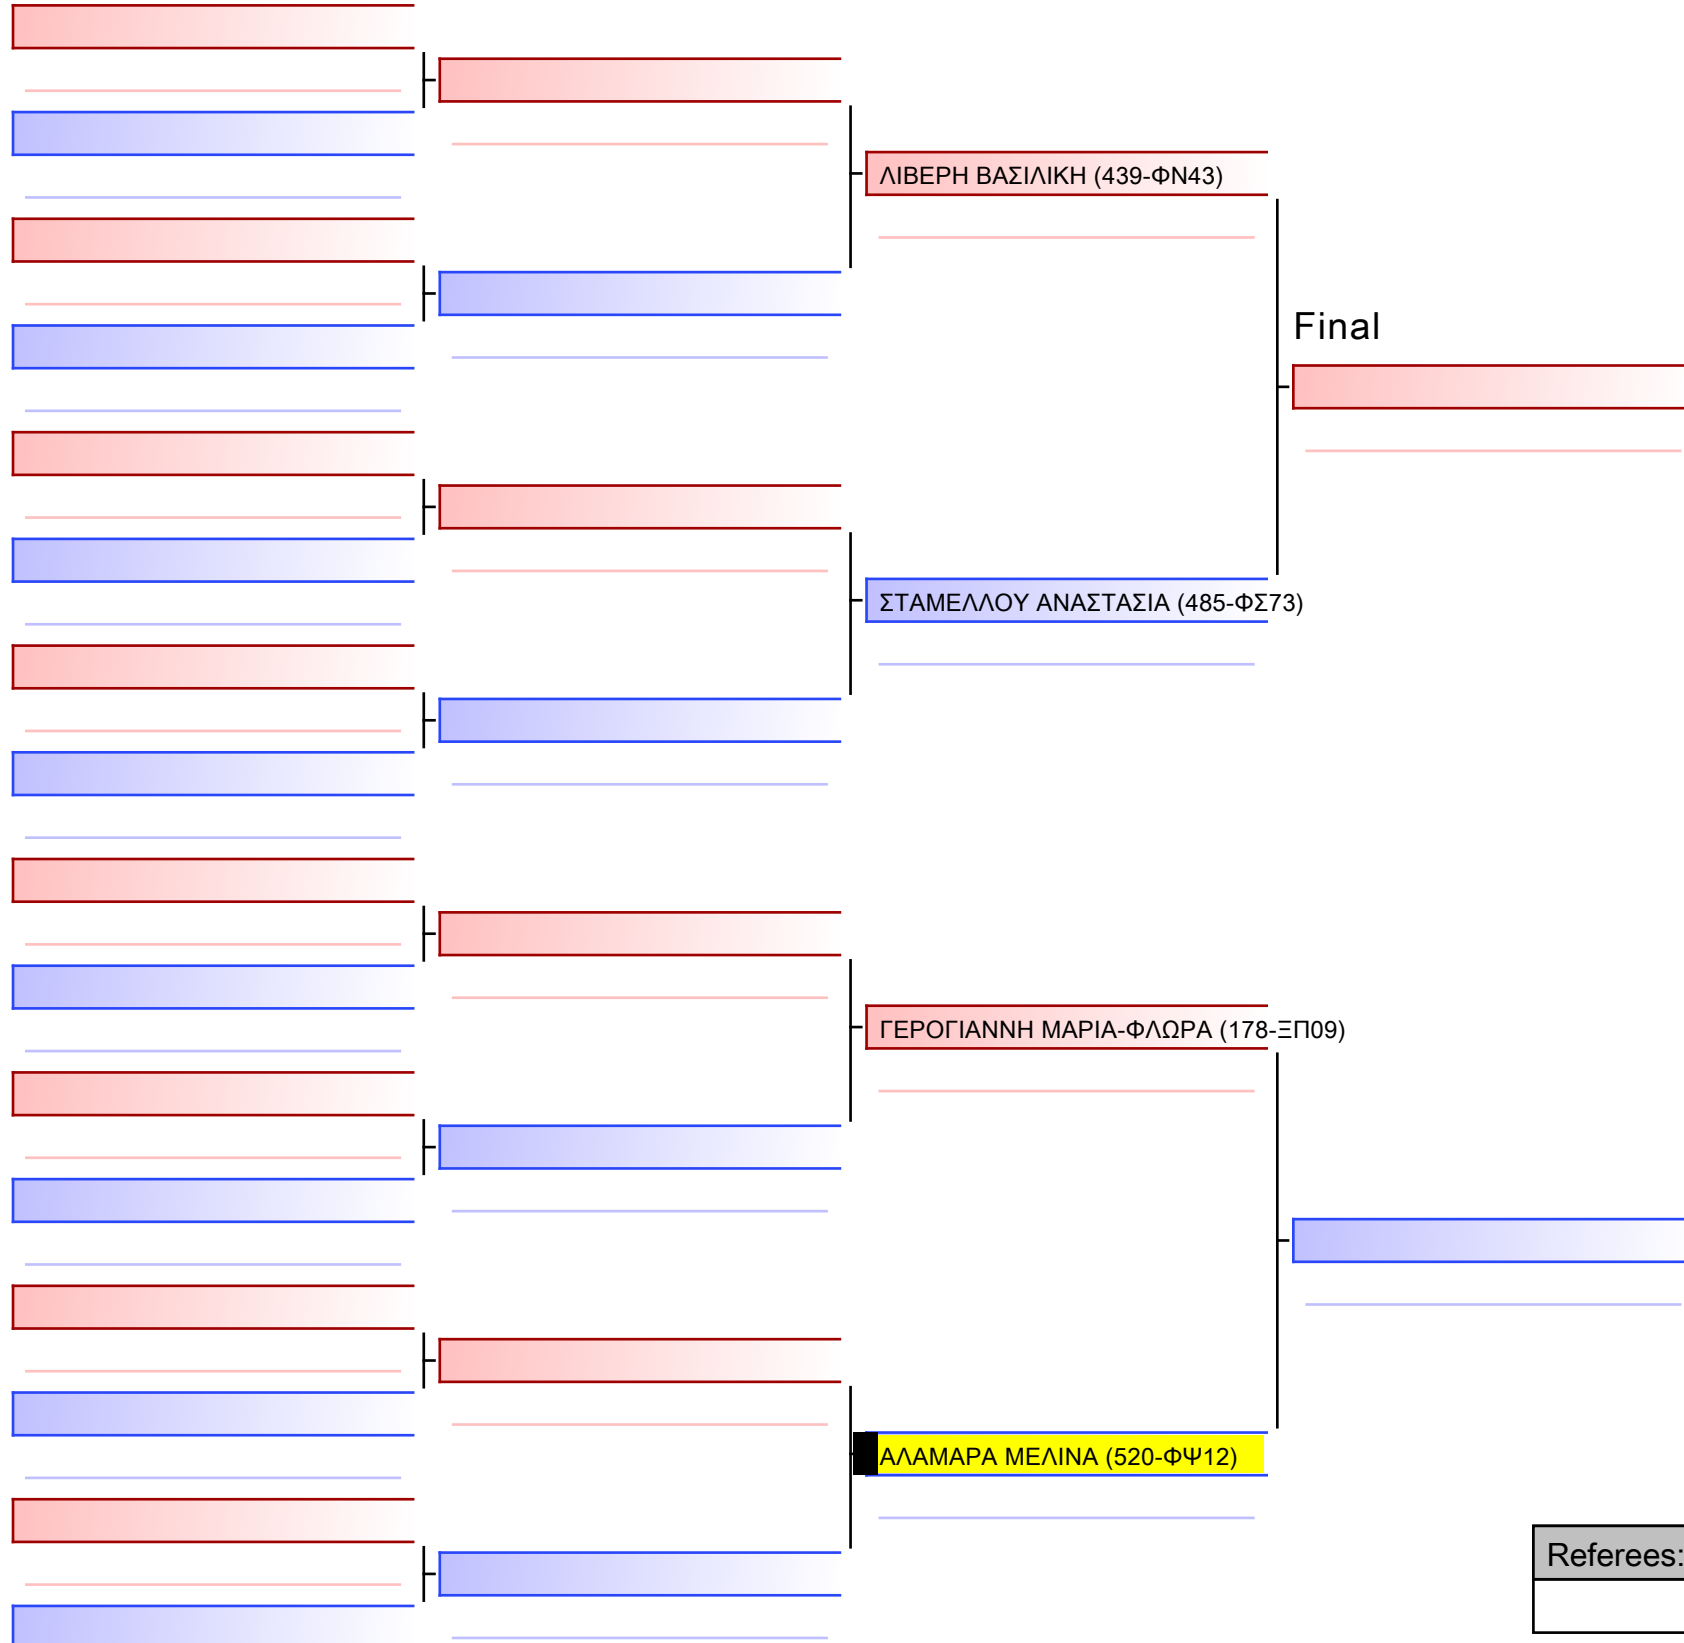 ΛΙΒΕΡΗ ΒΑΣΙΛΙΚΗ (439-ΦΝ43)
Final
ΣΤΑΜΕΛΛΟΥ ΑΝΑΣΤΑΣΙΑ (485-ΦΣ73)
ΓΕΡΟΓΙΑΝΝΗ ΜΑΡΙΑ-ΦΛΩΡΑ (178-ΞΠ09)
ΑΛΑΜΑΡΑ ΜΕΛΙΝΑ (520-ΦΨ12)
Referees: